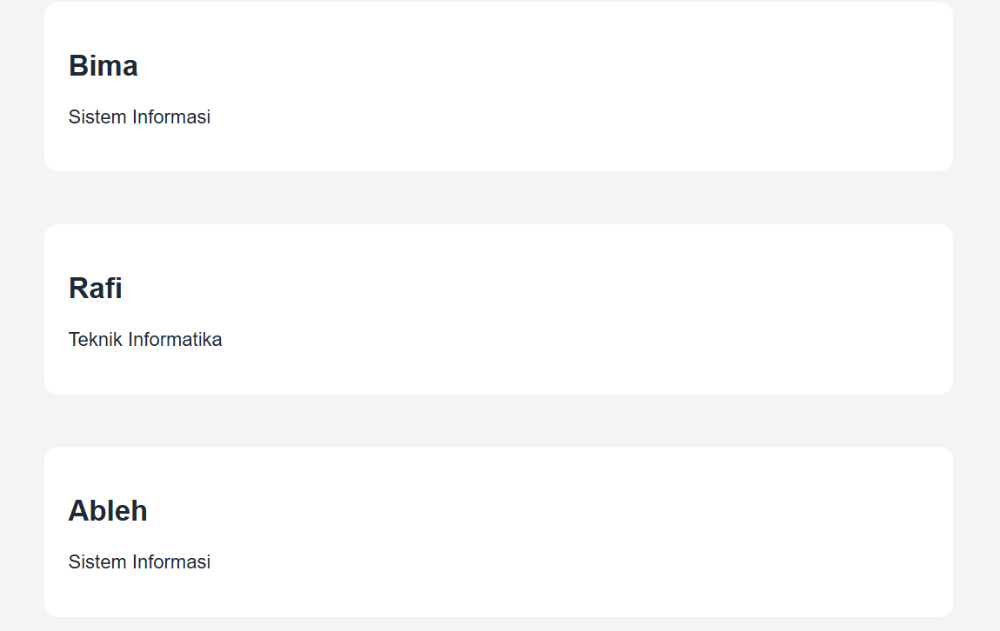 Bima
Sistem Informasi
Rafi
Teknik Informatika
Ableh
Sistem Informasi